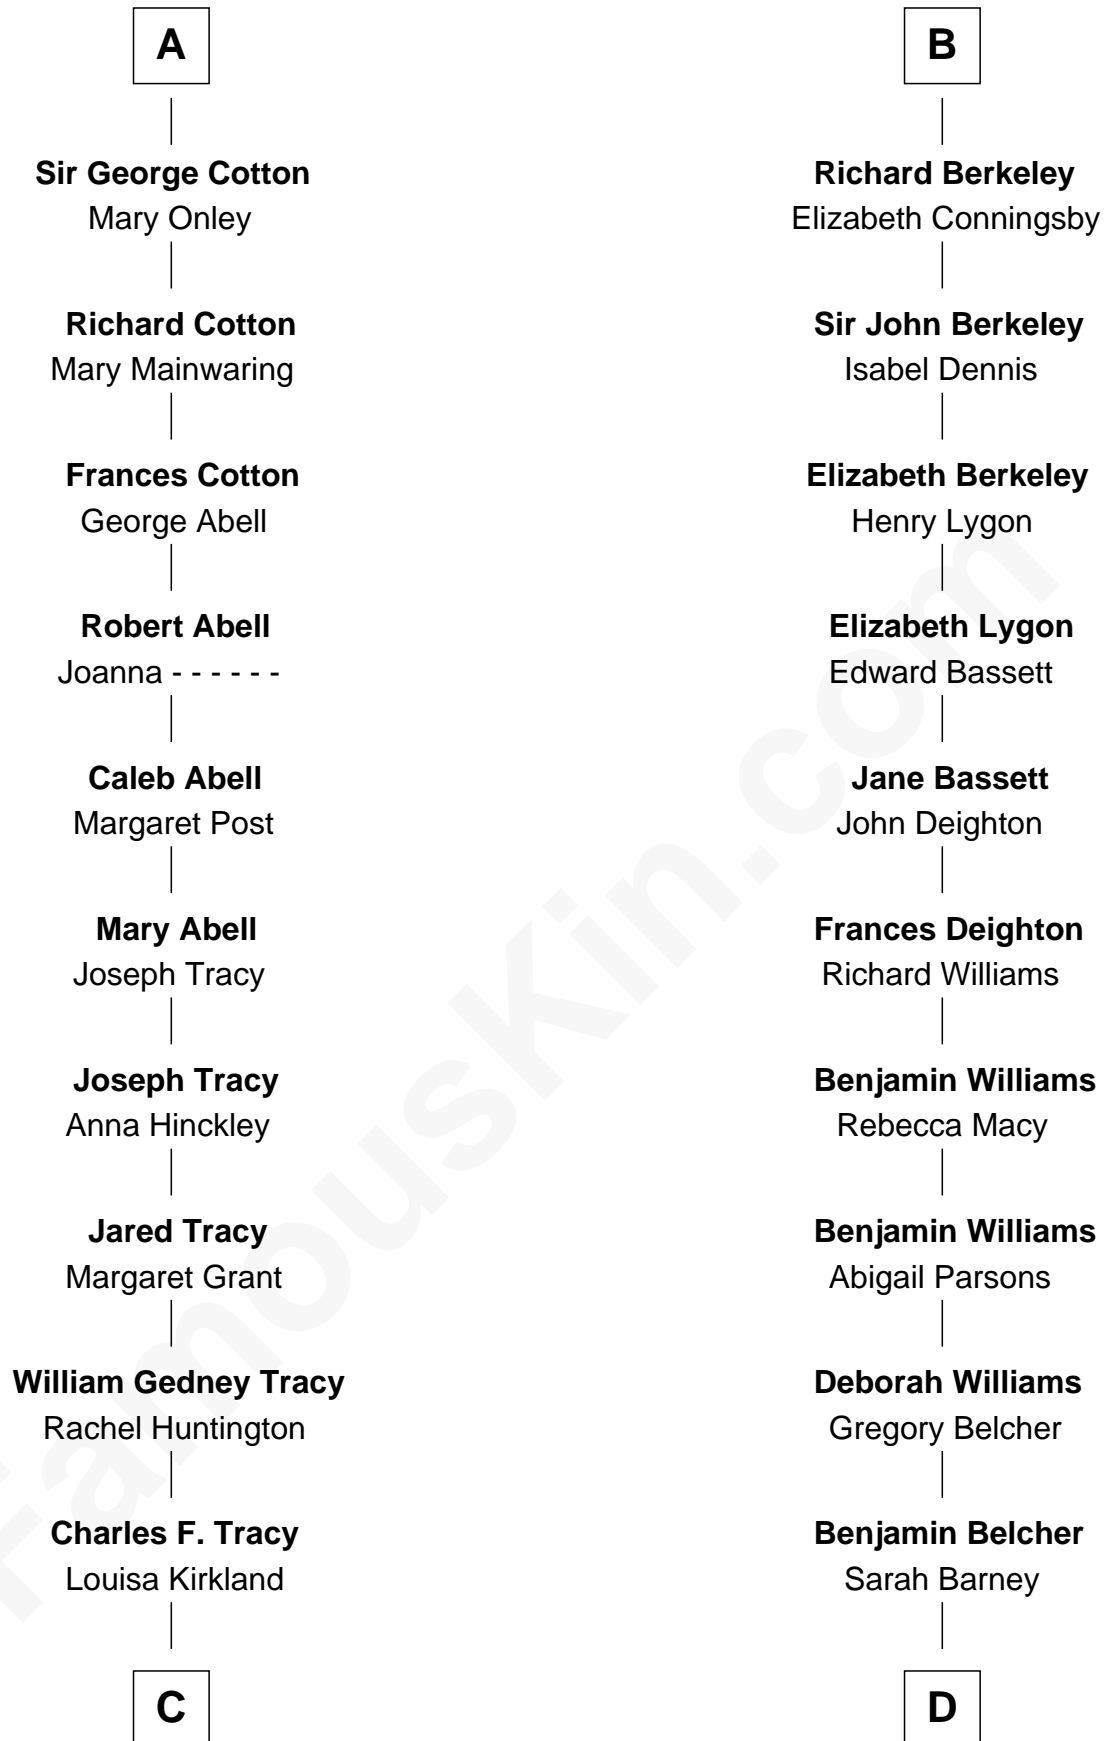 A
Sir George Cotton
Mary Onley
Richard Cotton
Mary Mainwaring
Frances Cotton
George Abell
Robert Abell
Joanna - - - - - -
Caleb Abell
Margaret Post
Mary Abell
Joseph Tracy
Joseph Tracy
Anna Hinckley
Jared Tracy
Margaret Grant
William Gedney Tracy
Rachel Huntington
Charles F. Tracy
Louisa Kirkland
C
B
Richard Berkeley
Elizabeth Conningsby
Sir John Berkeley
Isabel Dennis
Elizabeth Berkeley
Henry Lygon
Elizabeth Lygon
Edward Bassett
Jane Bassett
John Deighton
Frances Deighton
Richard Williams
Benjamin Williams
Rebecca Macy
Benjamin Williams
Abigail Parsons
Deborah Williams
Gregory Belcher
Benjamin Belcher
Sarah Barney
D
FamousKin.com